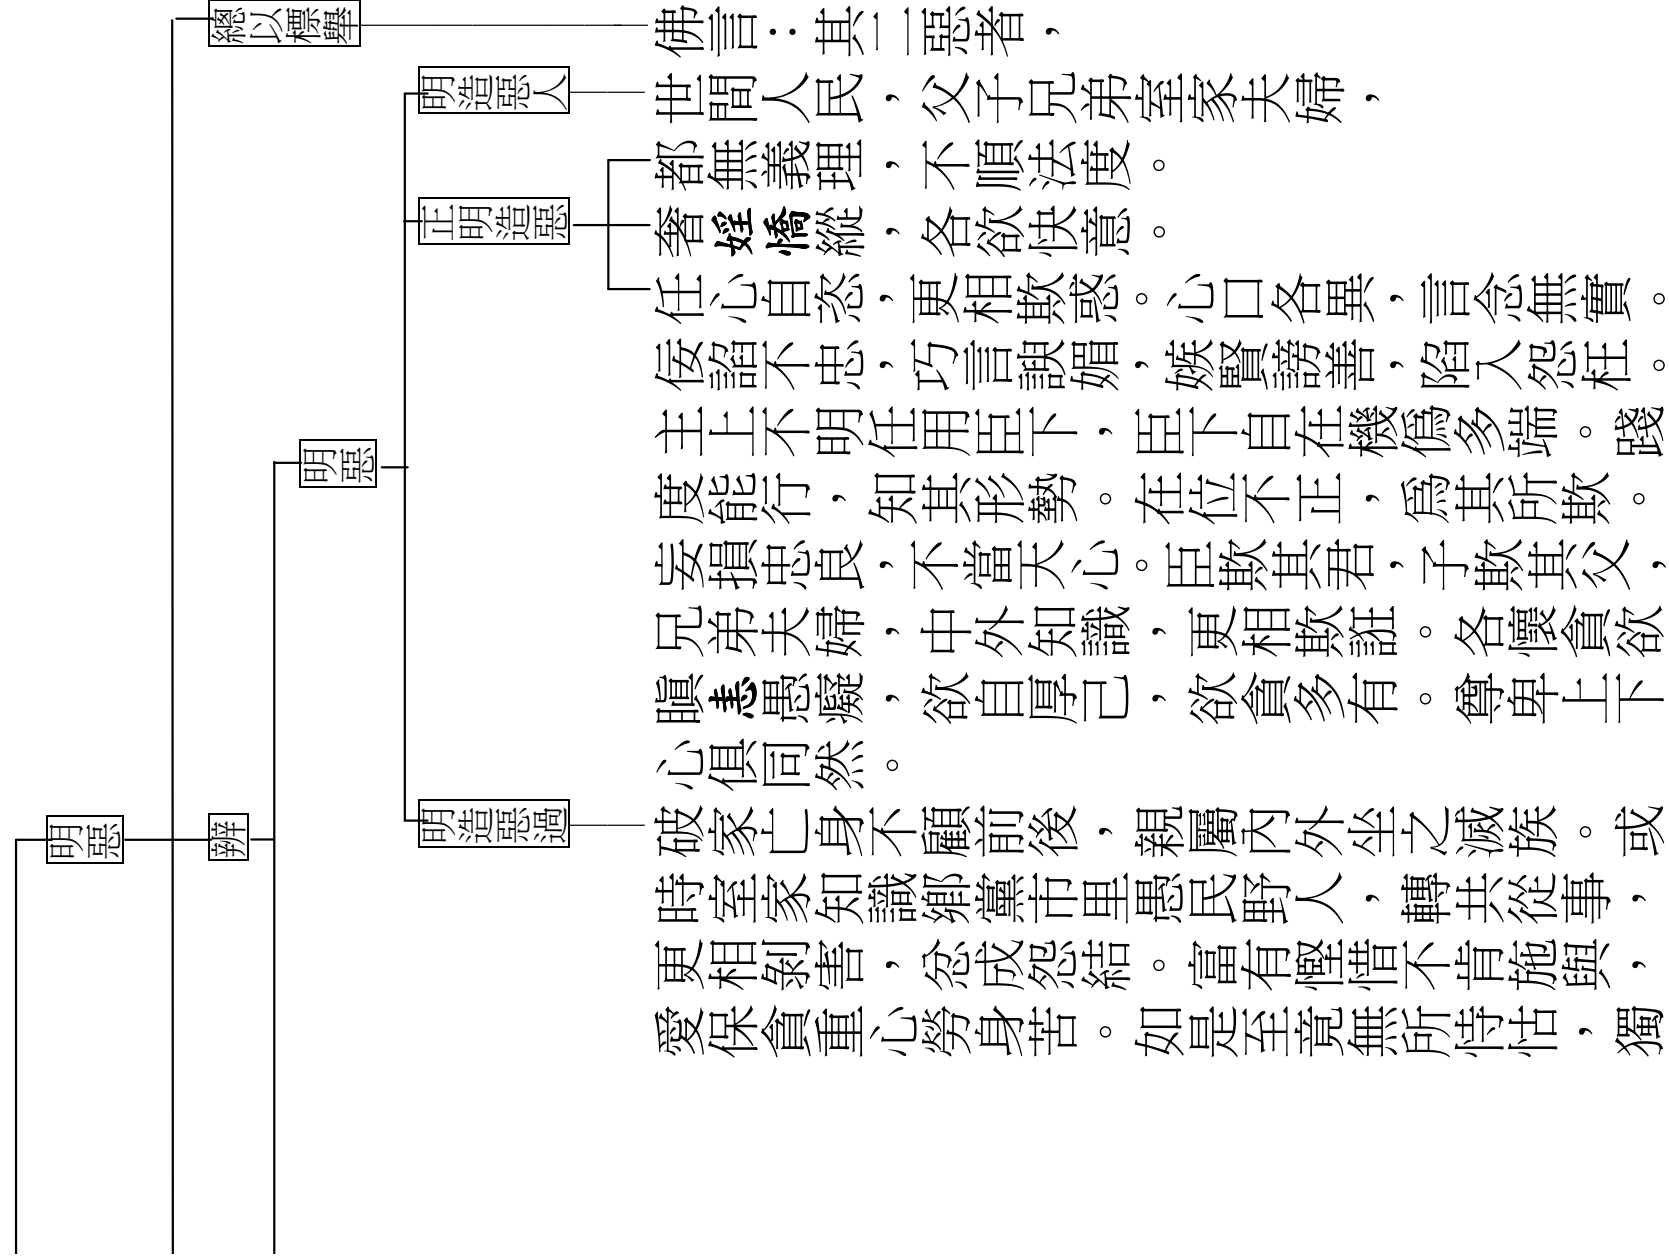 總以標舉
佛言：其二惡者，
明造惡人
世間人民，父子兄弟室家夫婦，
都無義理，不順法度。
正明造惡
奢婬憍縱，各欲快意。
任心自恣，更相欺惑。心口各異，言念無實。
佞諂不忠，巧言諛媚，嫉賢謗善，陷入怨枉。
主上不明任用臣下，臣下自在機偽多端。踐
明惡
度能行，知其形勢。在位不正，為其所欺。
妄損忠良，不當天心。臣欺其君，子欺其父，
兄弟夫婦，中外知識，更相欺誑。各懷貪欲
瞋恚愚癡，欲自厚己，欲貪多有。尊卑上下
心俱同然。
明造惡過
破家亡身不顧前後，親屬內外坐之滅族。或
明惡
辨
時室家知識鄉黨市里愚民野人，轉共從事，
更相剝害，忿成怨結。富有慳惜不肯施與，
愛保貪重心勞身苦。如是至竟無所恃怙，獨